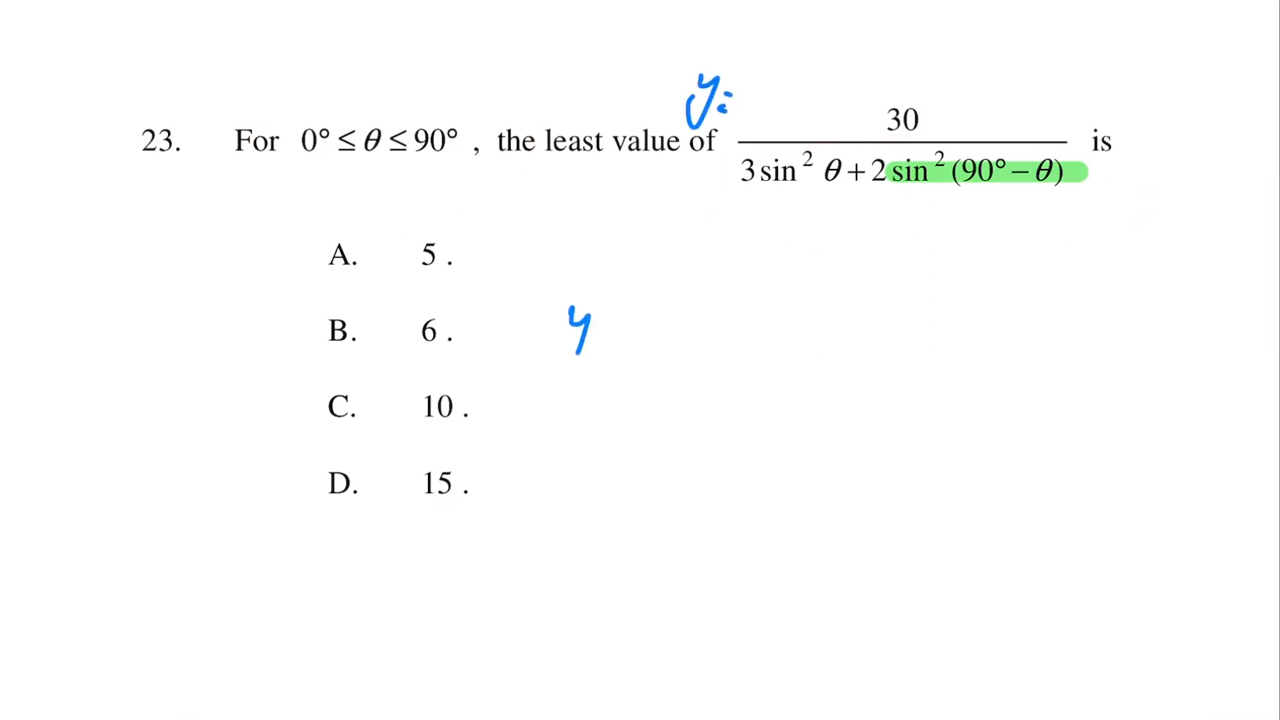 y =
30
23. For 0° ≤ θ ≤ 90° , the least value of ——— is
3 sin² θ + 2 sin² (90° − θ)
A. 5 .
B. 6 .
y
C. 10 .
D. 15 .